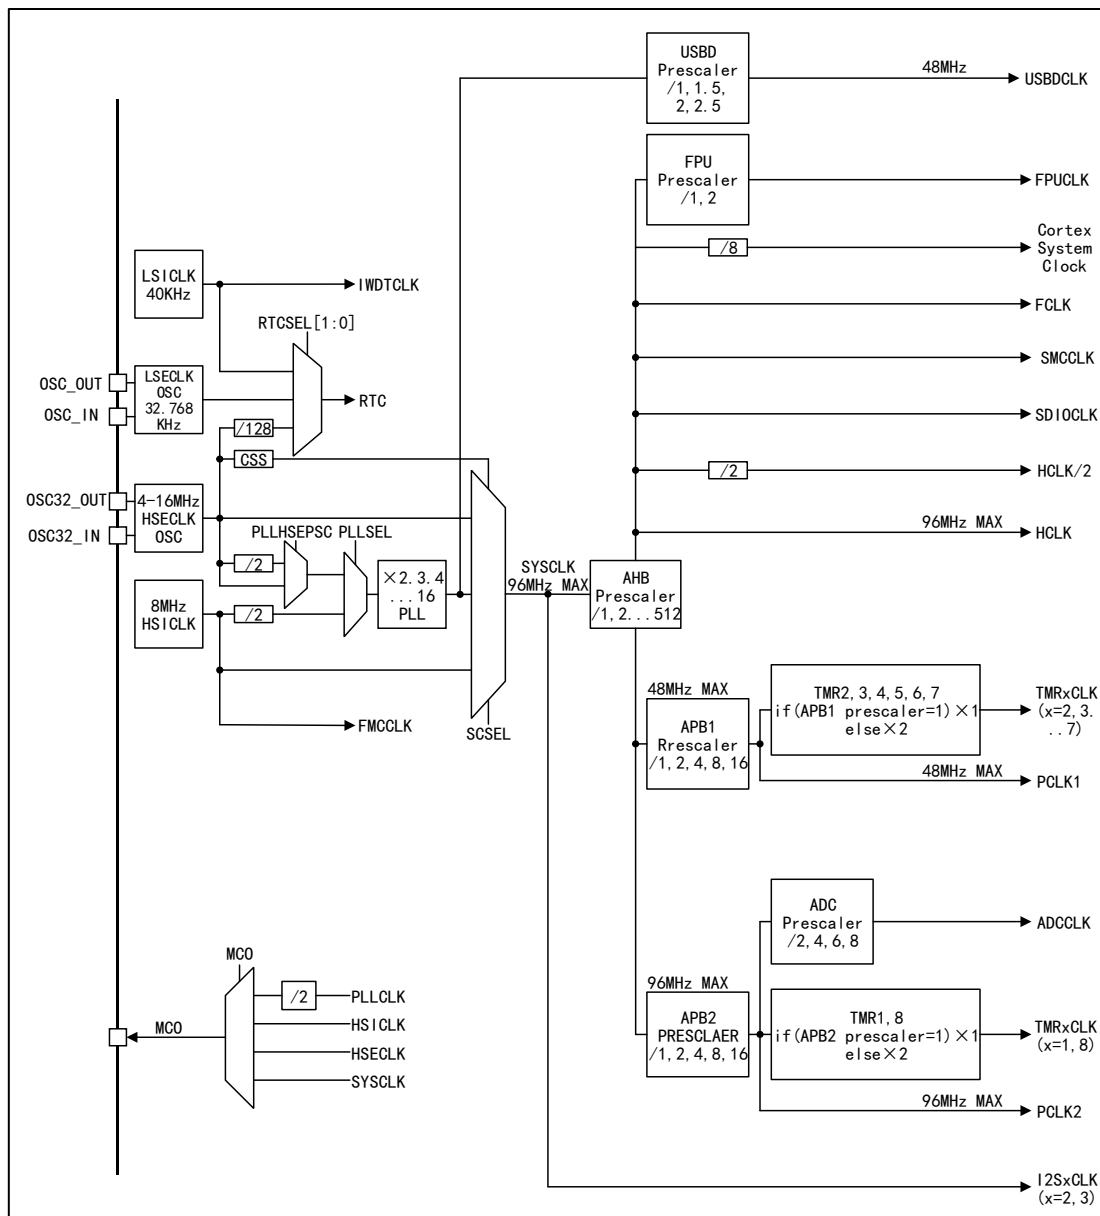 USBD
Prescaler
/1, 1.5,
2, 2.5
48MHz
USBDCLK
FPU
Prescaler
/1, 2
FPUCLK
/8
Cortex
System
Clock
LSICLK
40KHz
IWDTCLK
FCLK
RTCSEL[1:0]
SMCCLK
OSC_OUT
OSC_IN
LSECLK
OSC
32.768
KHz
RTC
SDIOCLK
/128
CSS
/2
HCLK/2
OSC32_OUT
OSC32_IN
4-16MHz
HSECLK
OSC
96MHz MAX
HCLK
PLLHSEPSC
PLLSEL
/2
×2.3.4
...16
PLL
SYSCLK
96MHz MAX
AHB
Prescaler
/1, 2...512
8MHz
HSICLK
/2
FMCCLK
SCSEL
48MHz MAX
APB1
Rrescaler
/1, 2, 4, 8, 16
TMR2, 3, 4, 5, 6, 7
if(APB1 prescaler=1)×1
else×2
TMRxCLK
(x=2, 3.
..7)
48MHz MAX
PCLK1
ADC
Prescaler
/2, 4, 6, 8
ADCCLK
MCO
/2
PLLCLK
HSICLK
HSECLK
SYSCLK
MCO
96MHz MAX
APB2
PRESCLAER
/1, 2, 4, 8, 16
TMR1, 8
if(APB2 prescaler=1)×1
else×2
TMRxCLK
(x=1, 8)
96MHz MAX
PCLK2
I2SxCLK
(x=2, 3)